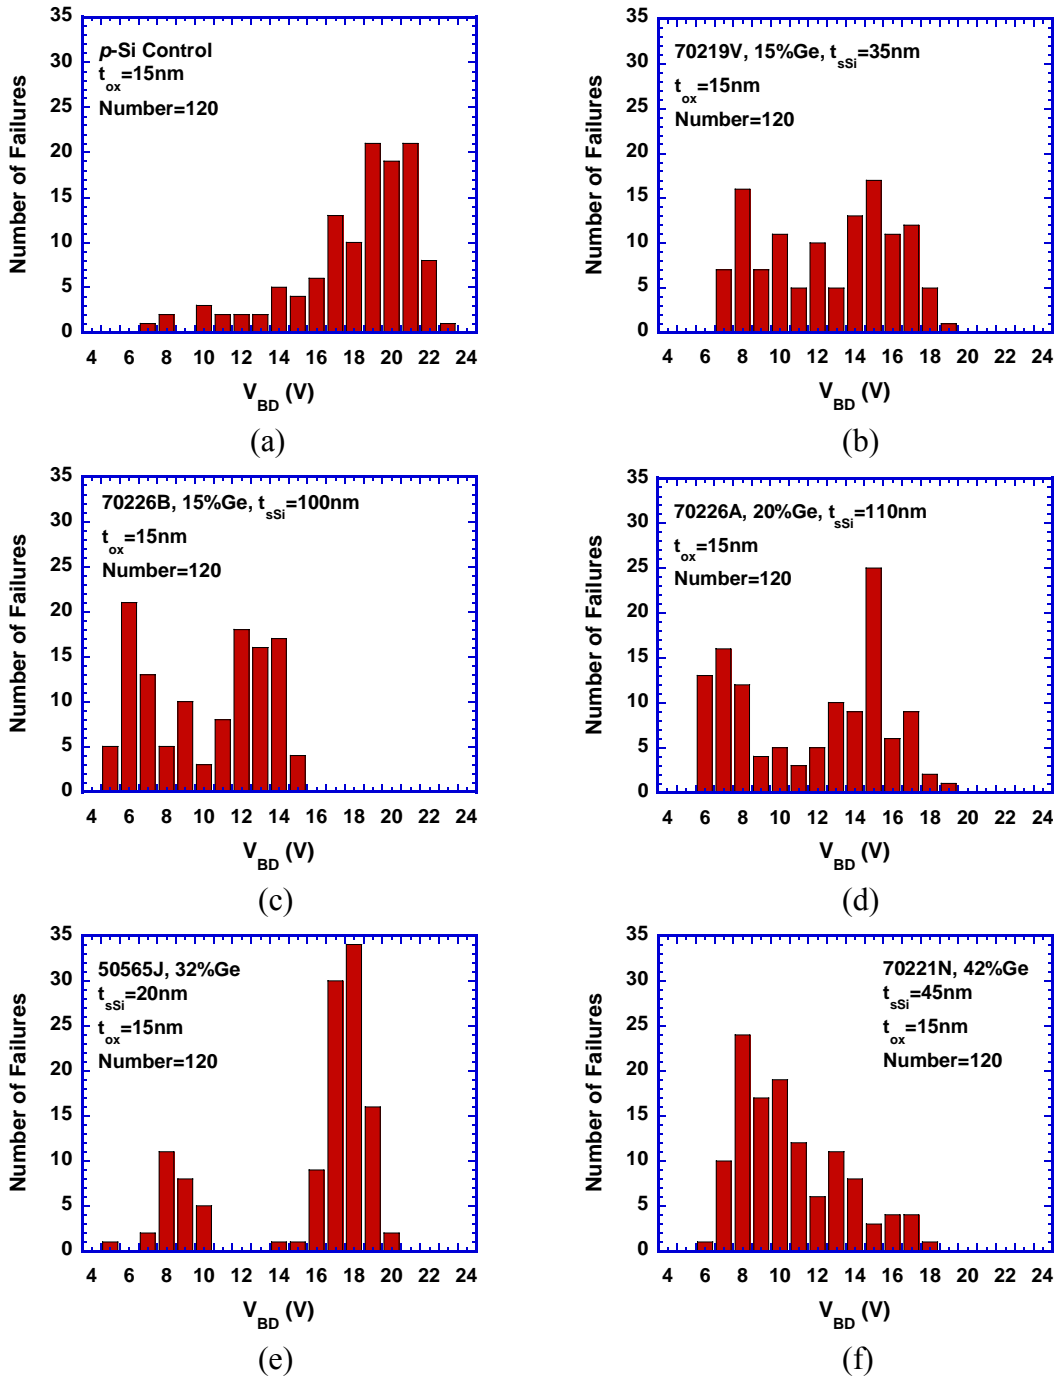 35
30
25
20
15
10
5
0
Number of Failures
p-Si Control
tox=15nm
Number=120
4 6 8 10 12 14 16 18 20 22 24
VBD (V)
(a)
35
30
25
20
15
10
5
0
Number of Failures
70219V, 15%Ge, tsSi=35nm
tox=15nm
Number=120
4 6 8 10 12 14 16 18 20 22 24
VBD (V)
(b)
35
30
25
20
15
10
5
0
Number of Failures
70226B, 15%Ge, tsSi=100nm
tox=15nm
Number=120
4 6 8 10 12 14 16 18 20 22 24
VBD (V)
(c)
35
30
25
20
15
10
5
0
Number of Failures
70226A, 20%Ge, tsSi=110nm
tox=15nm
Number=120
4 6 8 10 12 14 16 18 20 22 24
VBD (V)
(d)
35
30
25
20
15
10
5
0
Number of Failures
50565J, 32%Ge
tsSi=20nm
tox=15nm
Number=120
4 6 8 10 12 14 16 18 20 22 24
VBD (V)
(e)
35
30
25
20
15
10
5
0
Number of Failures
70221N, 42%Ge
tsSi=45nm
tox=15nm
Number=120
4 6 8 10 12 14 16 18 20 22 24
VBD (V)
(f)